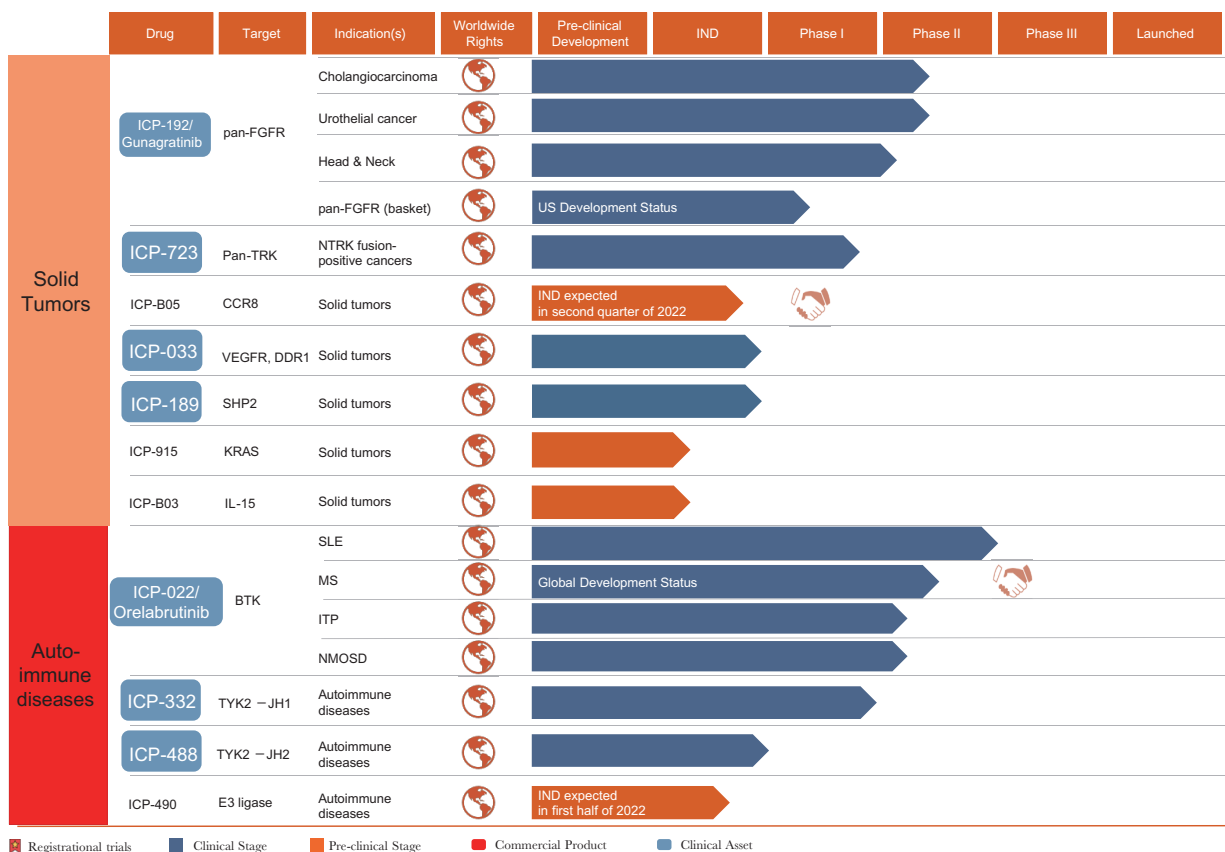 Drug
Target
Indication(s)
Worldwide
Rights
Pre-clinical
Development
IND
Phase I
Phase II
Phase III
Launched
Solid
Tumors
ICP-192/
Gunagratinib
pan-FGFR
Cholangiocarcinoma
Urothelial cancer
Head & Neck
pan-FGFR (basket)
US Development Status
ICP-723
Pan-TRK
NTRK fusion-
positive cancers
ICP-B05
CCR8
Solid tumors
IND expected
in second quarter of 2022
ICP-033
VEGFR, DDR1
Solid tumors
ICP-189
SHP2
Solid tumors
ICP-915
KRAS
Solid tumors
ICP-B03
IL-15
Solid tumors
Auto-
immune
diseases
ICP-022/
Orelabrutinib
BTK
SLE
MS
Global Development Status
ITP
NMOSD
ICP-332
TYK2 –JH1
Autoimmune
diseases
ICP-488
TYK2 –JH2
Autoimmune
diseases
ICP-490
E3 ligase
Autoimmune
diseases
IND expected
in first half of 2022
Registrational trials
Clinical Stage
Pre-clinical Stage
Commercial Product
Clinical Asset